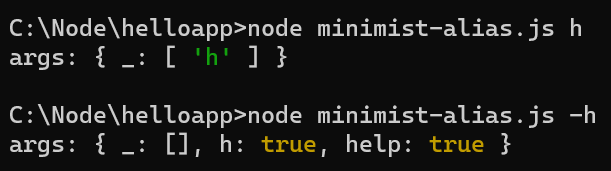 C:\Node\helloapp>node minimist-alias.js h
args: { _: [ 'h' ] }
C:\Node\helloapp>node minimist-alias.js -h
args: { _: [], h: true, help: true }